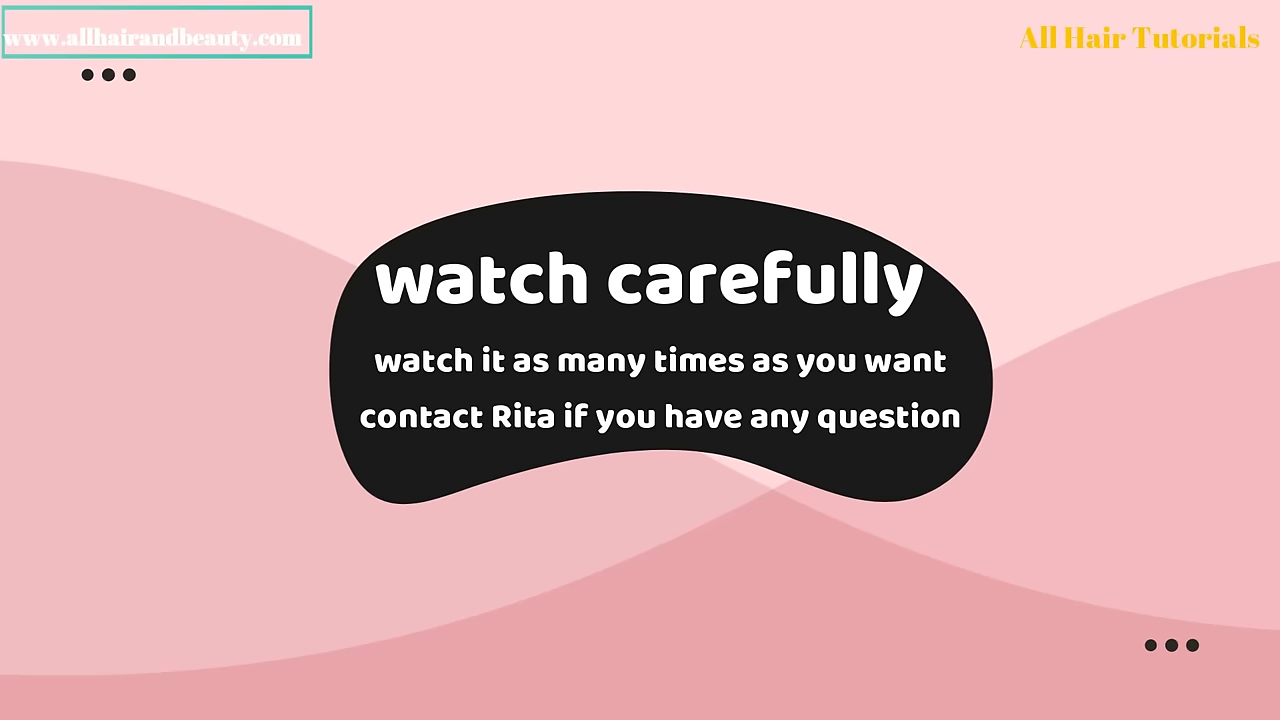 www.allhairandbeauty.com
All Hair Tutorials
watch carefully
watch it as many times as you want
contact Rita if you have any question